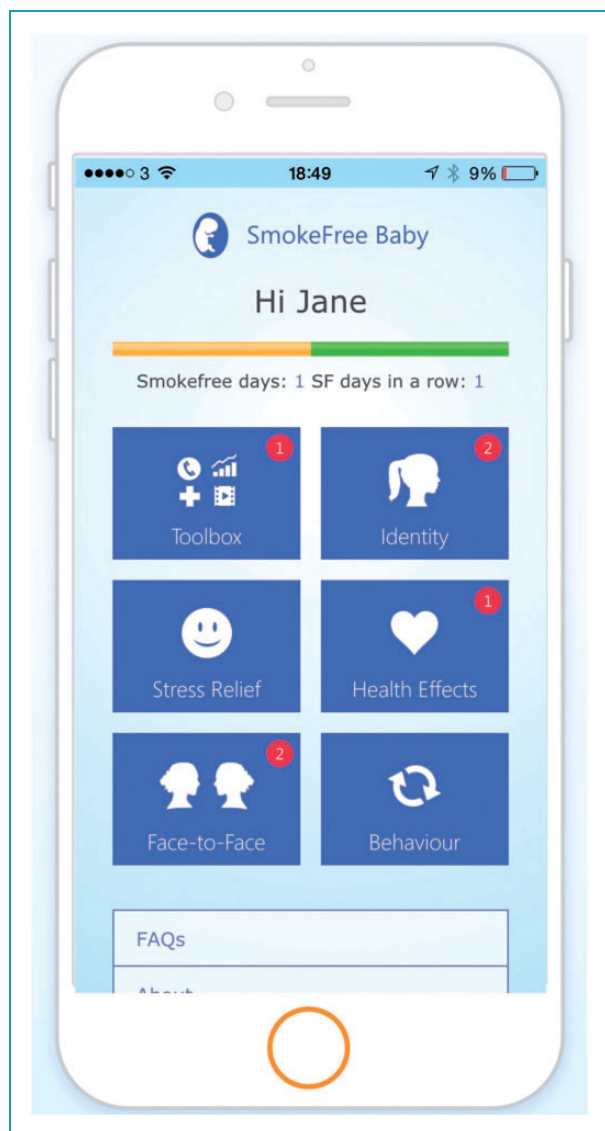 3 18:49 9%
SmokeFree Baby
Hi Jane
Smokefree days: 1 SF days in a row: 1
1 2
Toolbox Identity
1
Stress Relief Health Effects
2
Face-to-Face Behaviour
FAQs
About